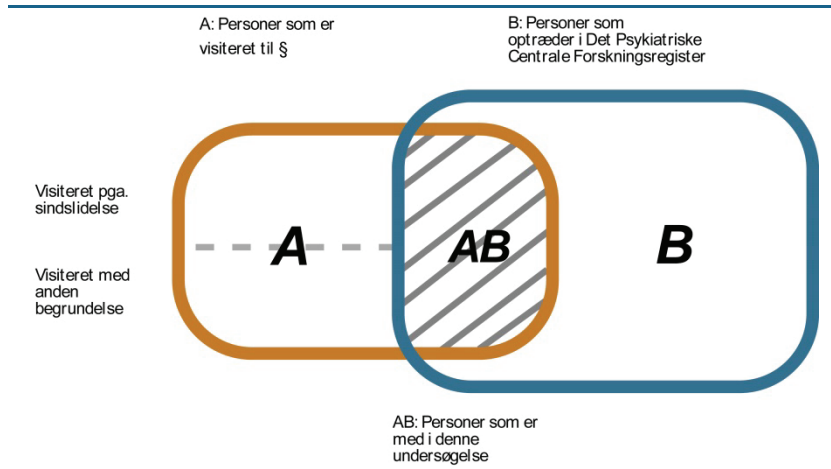 A: Personer som er
visiteret til §
B: Personer som
optræder i Det Psykiatriske
Centrale Forskningsregister
Visiteret pga.
sindslidelse
Visiteret med
anden
begrundelse
A
AB
B
AB: Personer som er
med i denne
undersøgelse